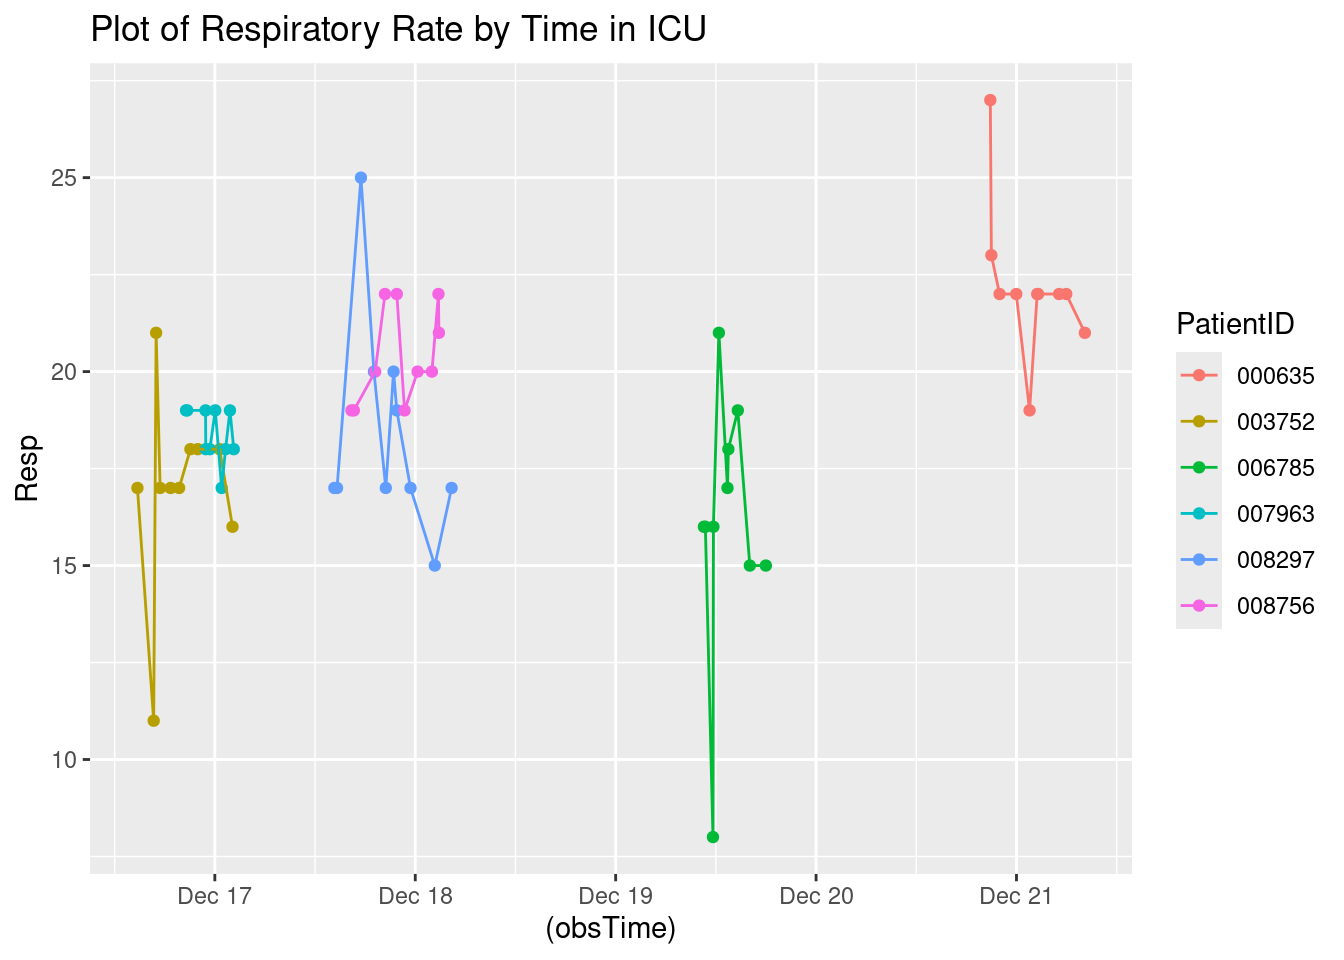 Plot of Respiratory Rate by Time in ICU
25
20
15
10
Resp
Dec 17
Dec 18
Dec 19
Dec 20
Dec 21
(obsTime)
PatientID
000635
003752
006785
007963
008297
008756